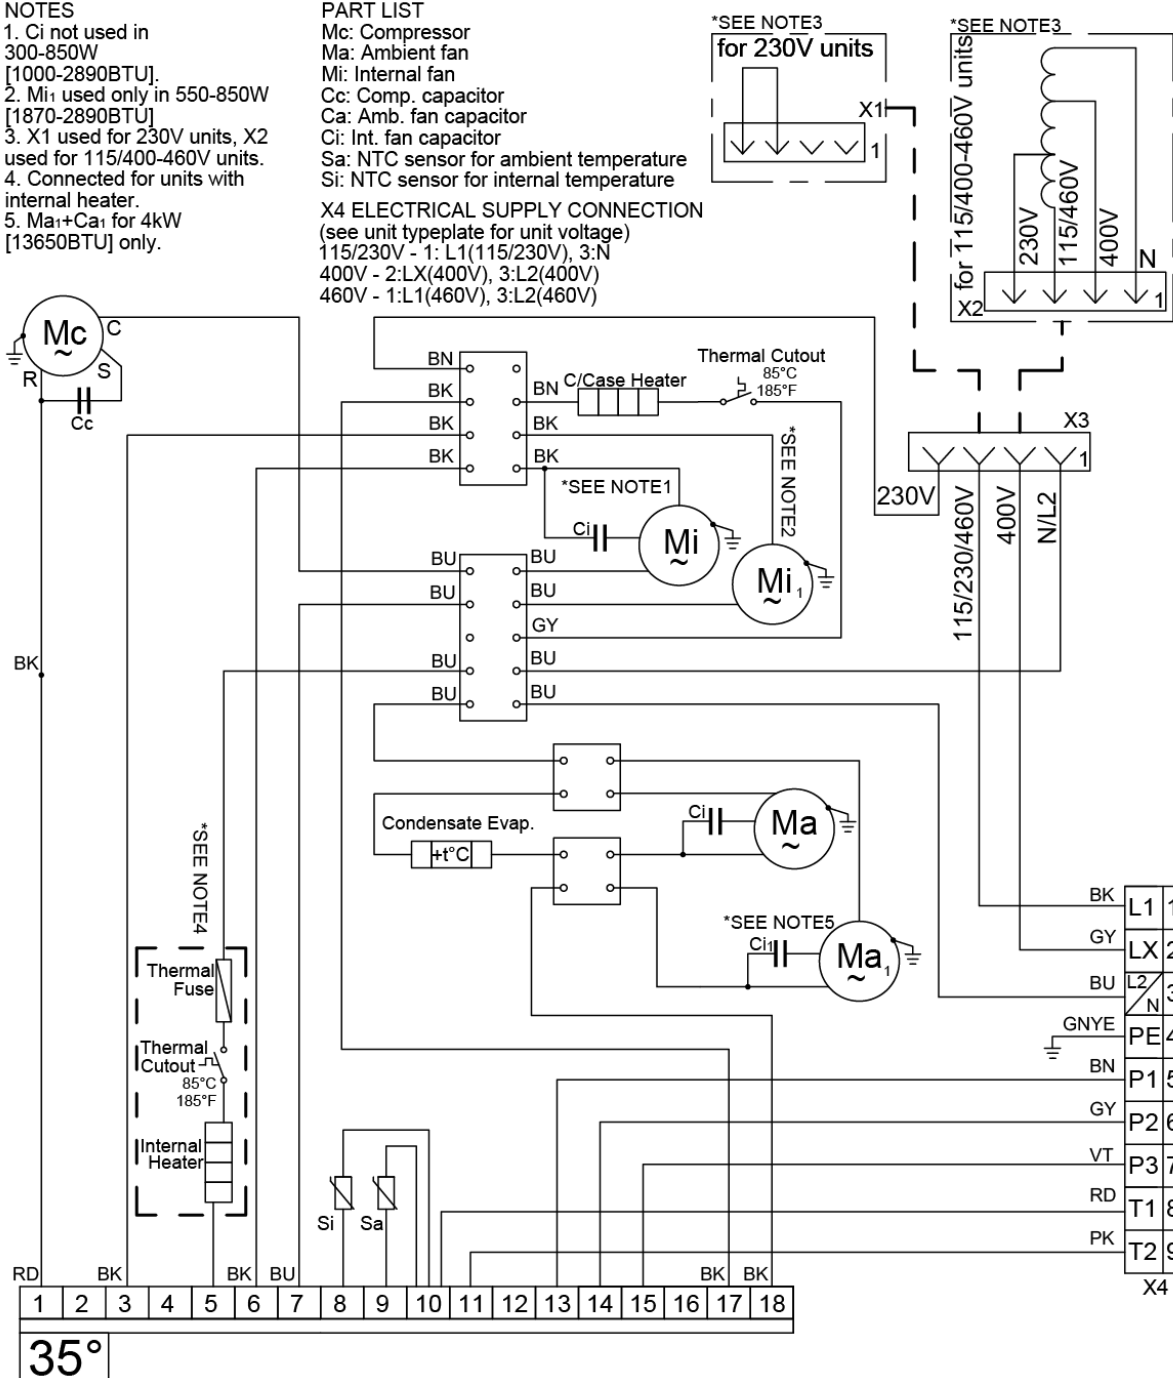 NOTES
1. Ci not used in
300-850W
[1000-2890BTU].
2. Mi1 used only in 550-850W
[1870-2890BTU]
3. X1 used for 230V units, X2
used for 115/400-460V units.
4. Connected for units with
internal heater.
5. Ma1+Ca1 for 4kW
[13650BTU] only.
PART LIST
Mc: Compressor
Ma: Ambient fan
Mi: Internal fan
Cc: Comp. capacitor
Ca: Amb. fan capacitor
Ci: Int. fan capacitor
Sa: NTC sensor for ambient temperature
Si: NTC sensor for internal temperature
X4 ELECTRICAL SUPPLY CONNECTION
(see unit typeplate for unit voltage)
115/230V - 1: L1(115/230V), 3:N
400V - 2:LX(400V), 3:L2(400V)
460V - 1:L1(460V), 3:L2(460V)
*SEE NOTE3
for 230V units
X1
1
*SEE NOTE3
for 115/400-460V units
230V
115/460V
400V
N
X2
1
Mc
~
C
S
R
Cc
BN
BK
BK
BK
BN
C/Case Heater
Thermal Cutout
85°C
185°F
BK
BK
*SEE NOTE1
*SEE NOTE2
Ci
Mi
~
Mi1
~
X3
1
230V
115/230/460V
400V
N/L2
BU
BU
BU
BU
BU
BU
GY
BU
BU
BK
Condensate Evap.
+t°C
Ci
Ma
~
*SEE NOTE5
Ci1
Ma1
~
*SEE NOTE4
Thermal
Fuse
Thermal
Cutout
85°C
185°F
Internal
Heater
Si
Sa
BK L1 1
GY LX 2
BU L2/N 3
GNYE PE 4
BN P1 5
GY P2 6
VT P3 7
RD T1 8
PK T2 9
X4
RD BK BK BU BK BK
1 2 3 4 5 6 7 8 9 10 11 12 13 14 15 16 17 18
35°